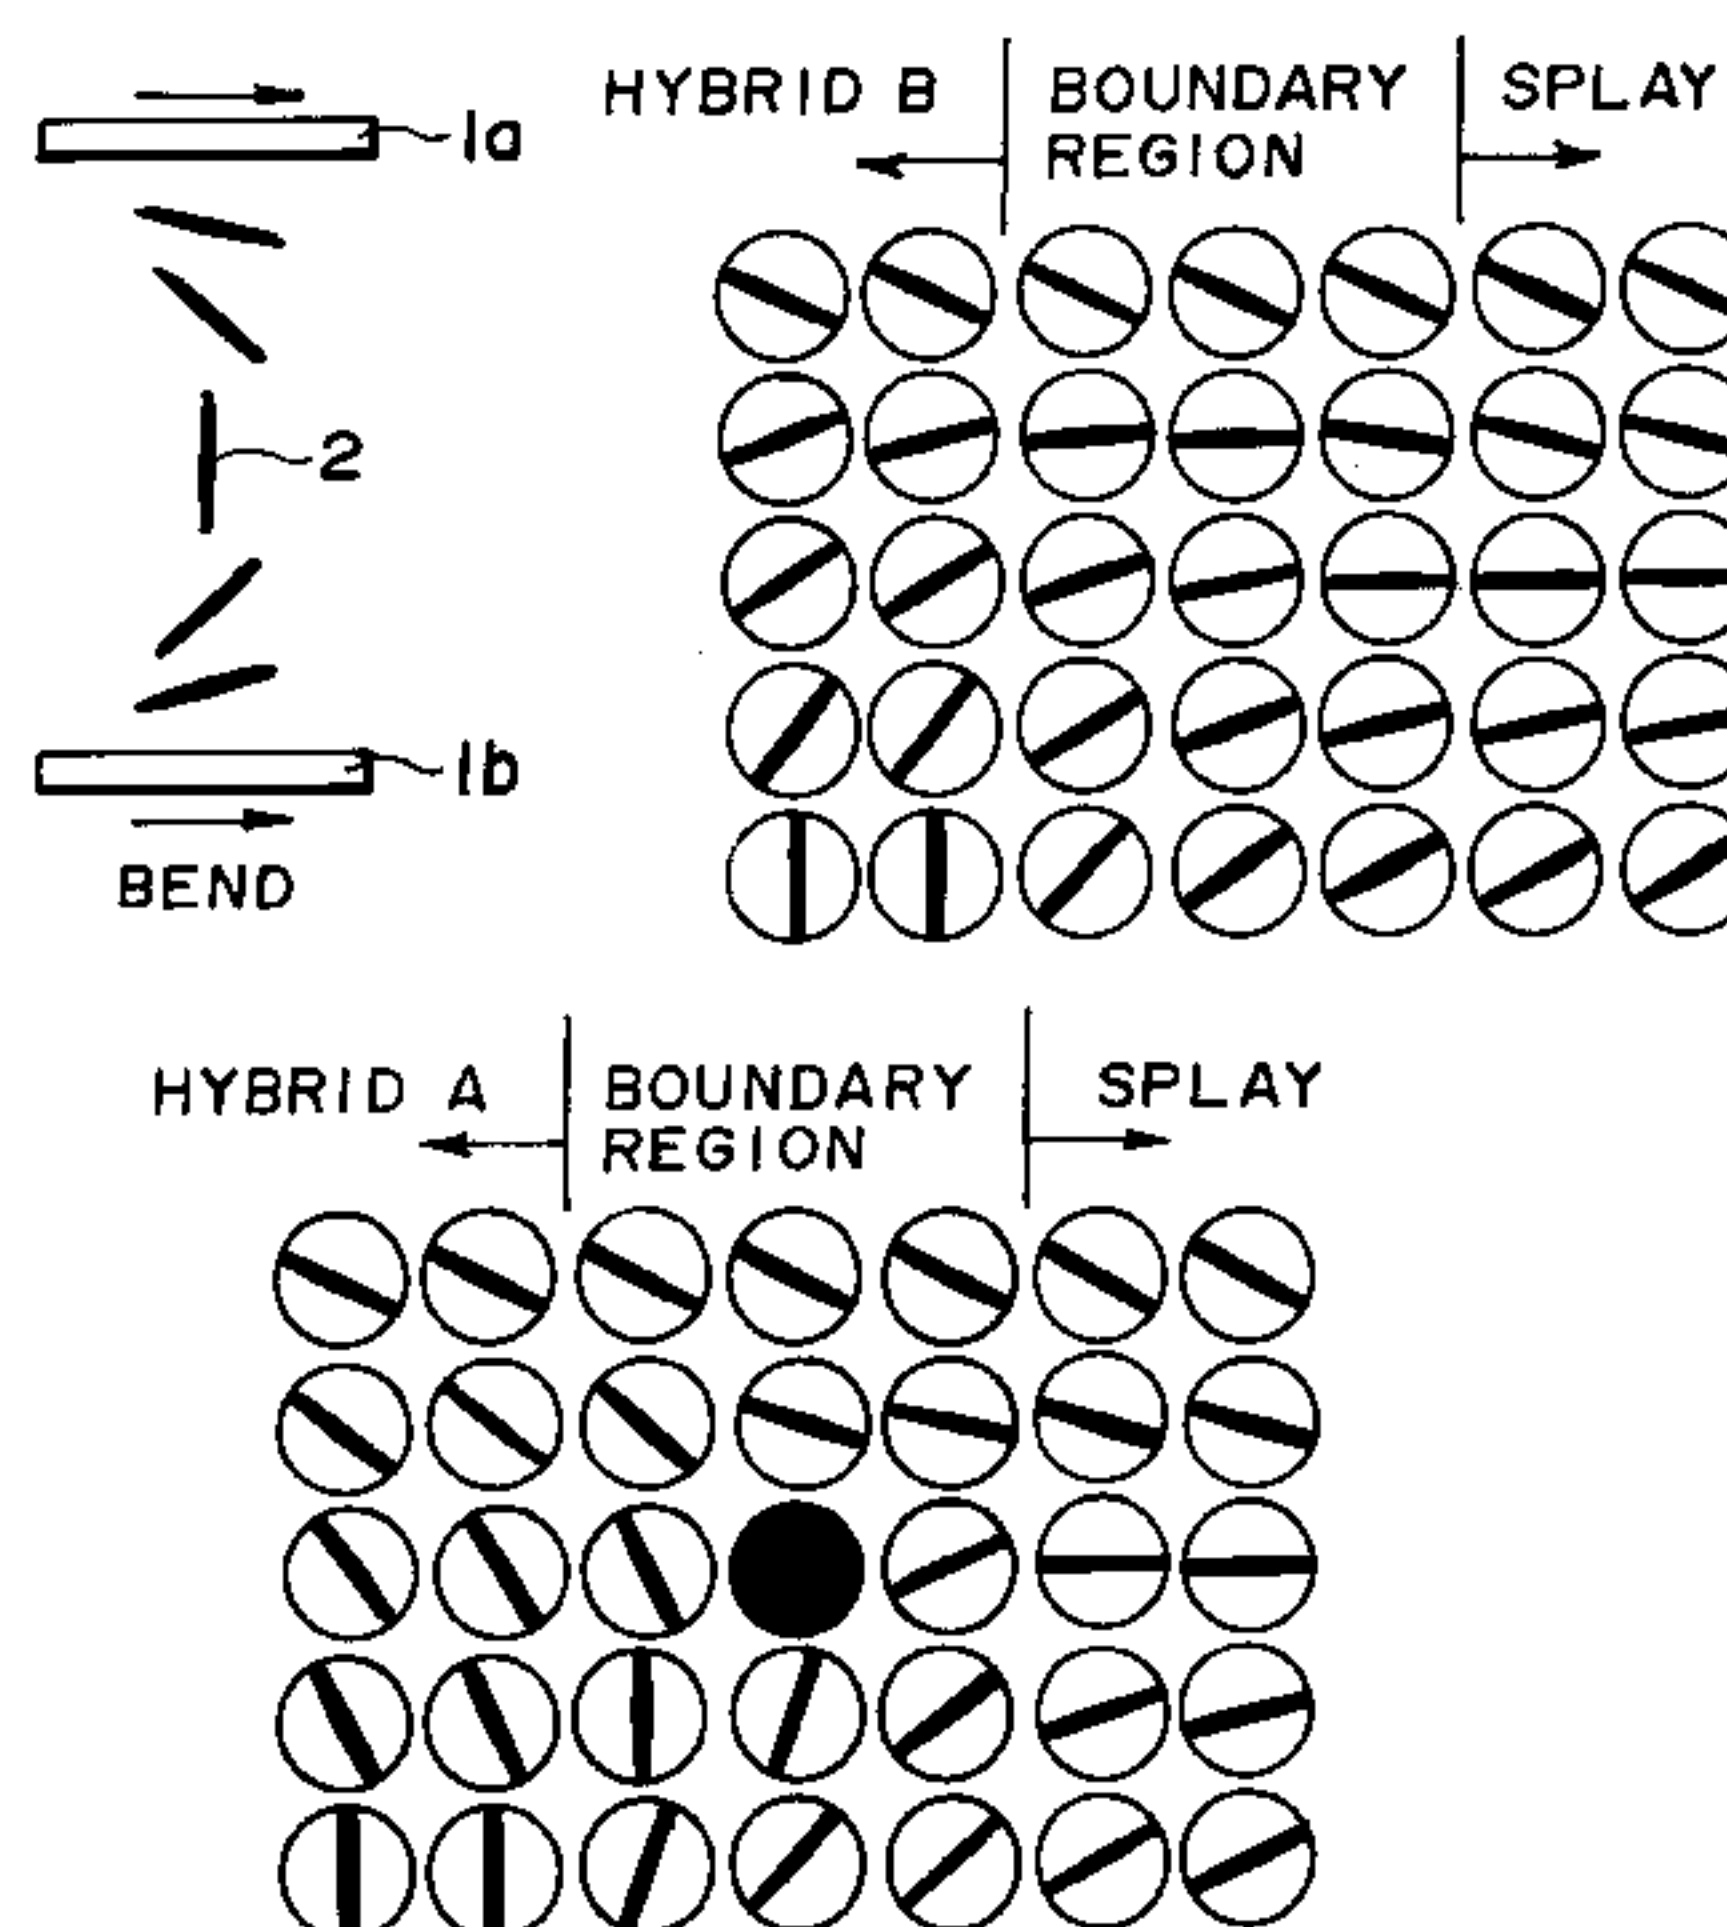 1a
2
1b
BEND
HYBRID B
BOUNDARY
REGION
SPLAY
HYBRID A
BOUNDARY
REGION
SPLAY